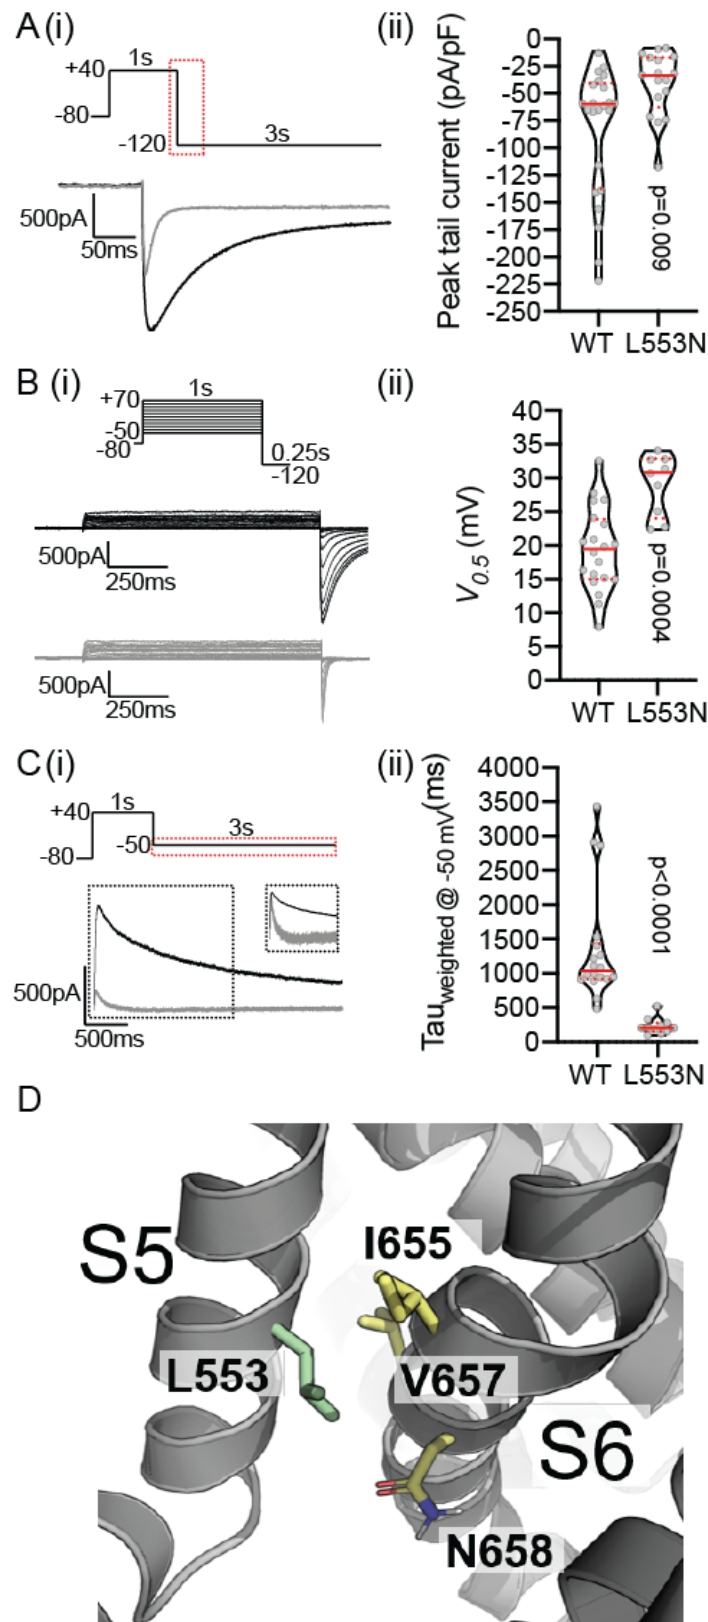 A (i)
+40
1s
-80
-120
3s
500pA
50ms
(ii)
Peak tail current (pA/pF)
0
-25
-50
-75
-100
-125
-150
-175
-200
-225
-250
p=0.009
WT L553N
B (i)
+70
1s
-50
-80
0.25s
-120
500pA
250ms
500pA
250ms
(ii)
V0.5 (mV)
40
35
30
25
20
15
10
5
0
p=0.0004
WT L553N
C (i)
+40
1s
-80
-50
3s
500pA
500ms
(ii)
Tauweighted @ -50 mV(ms)
4000
3500
3000
2500
2000
1500
1000
500
0
p<0.0001
WT L553N
D
S5
I655
L553
V657
S6
N658